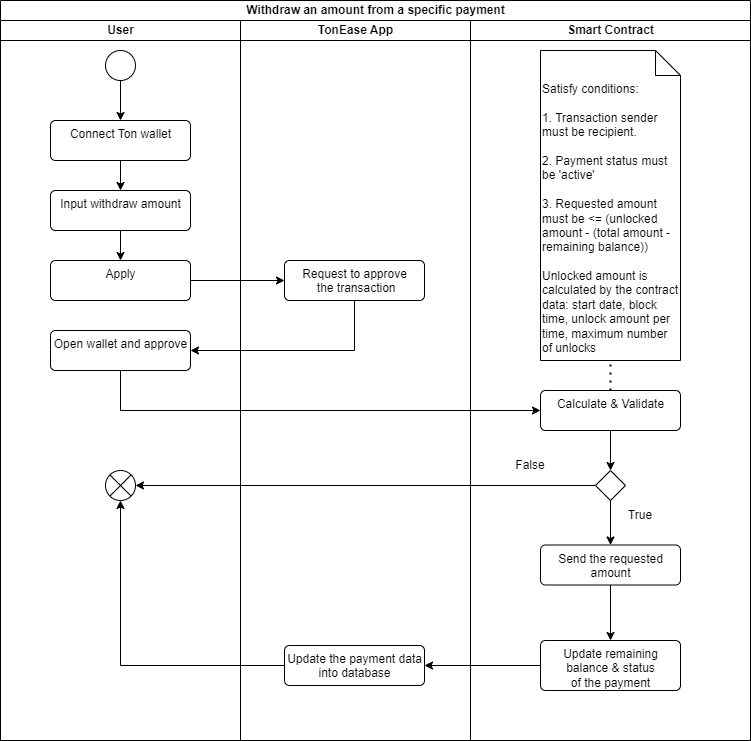 Withdraw an amount from a specific payment
User
TonEase App
Smart Contract
Satisfy conditions:
1. Transaction sender
must be recipient.
2. Payment status must
be 'active'
3. Requested amount
must be <= (unlocked
amount - (total amount -
remaining balance))
Unlocked amount is
calculated by the contract
data: start date, block
time, unlock amount per
time, maximum number
of unlocks
Connect Ton wallet
Input withdraw amount
Apply
Request to approve
the transaction
Open wallet and approve
Calculate & Validate
False
True
Send the requested
amount
Update remaining
balance & status
of the payment
Update the payment data
into database